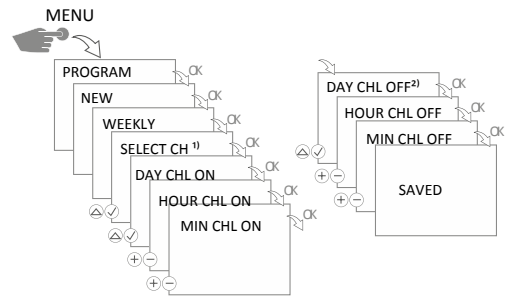 MENU
PROGRAM
OK
NEW
OK
WEEKLY
OK
SELECT CH ¹⁾
OK
DAY CHL ON
OK
HOUR CHL ON
OK
MIN CHL ON
OK
DAY CHL OFF²⁾
OK
HOUR CHL OFF
OK
MIN CHL OFF
OK
SAVED